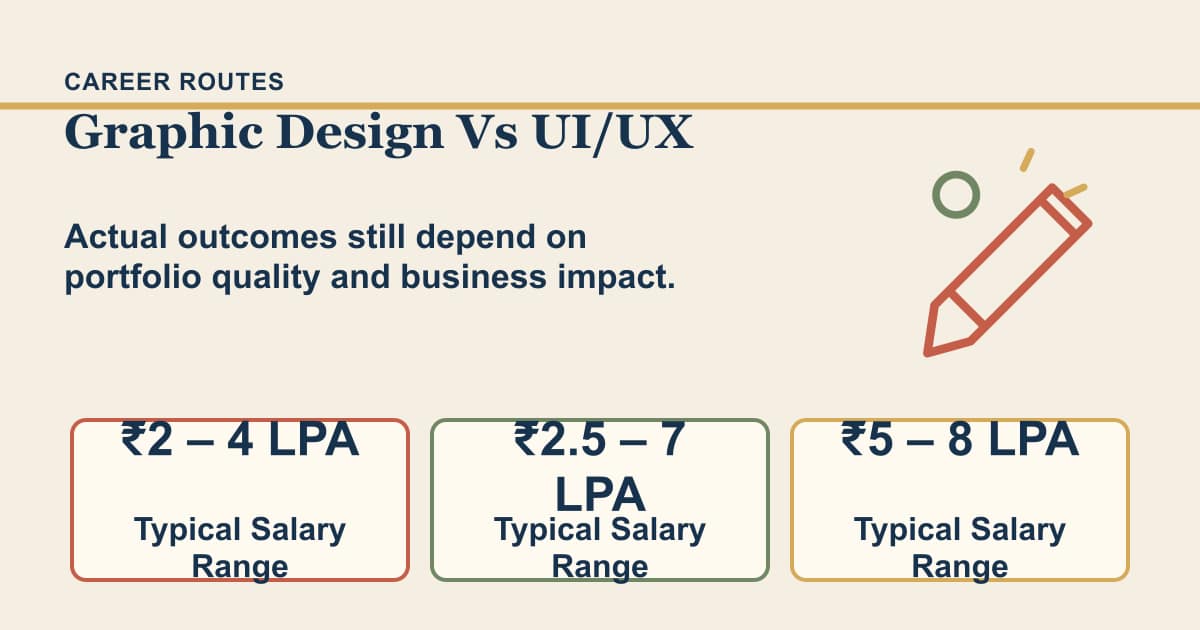 CAREER ROUTES
Graphic Design Vs UI/UX
Actual outcomes still depend on
portfolio quality and business impact.
₹2 – 4 LPA
Typical Salary
Range
₹2.5 – 7
LPA
Typical Salary
Range
₹5 – 8 LPA
Typical Salary
Range